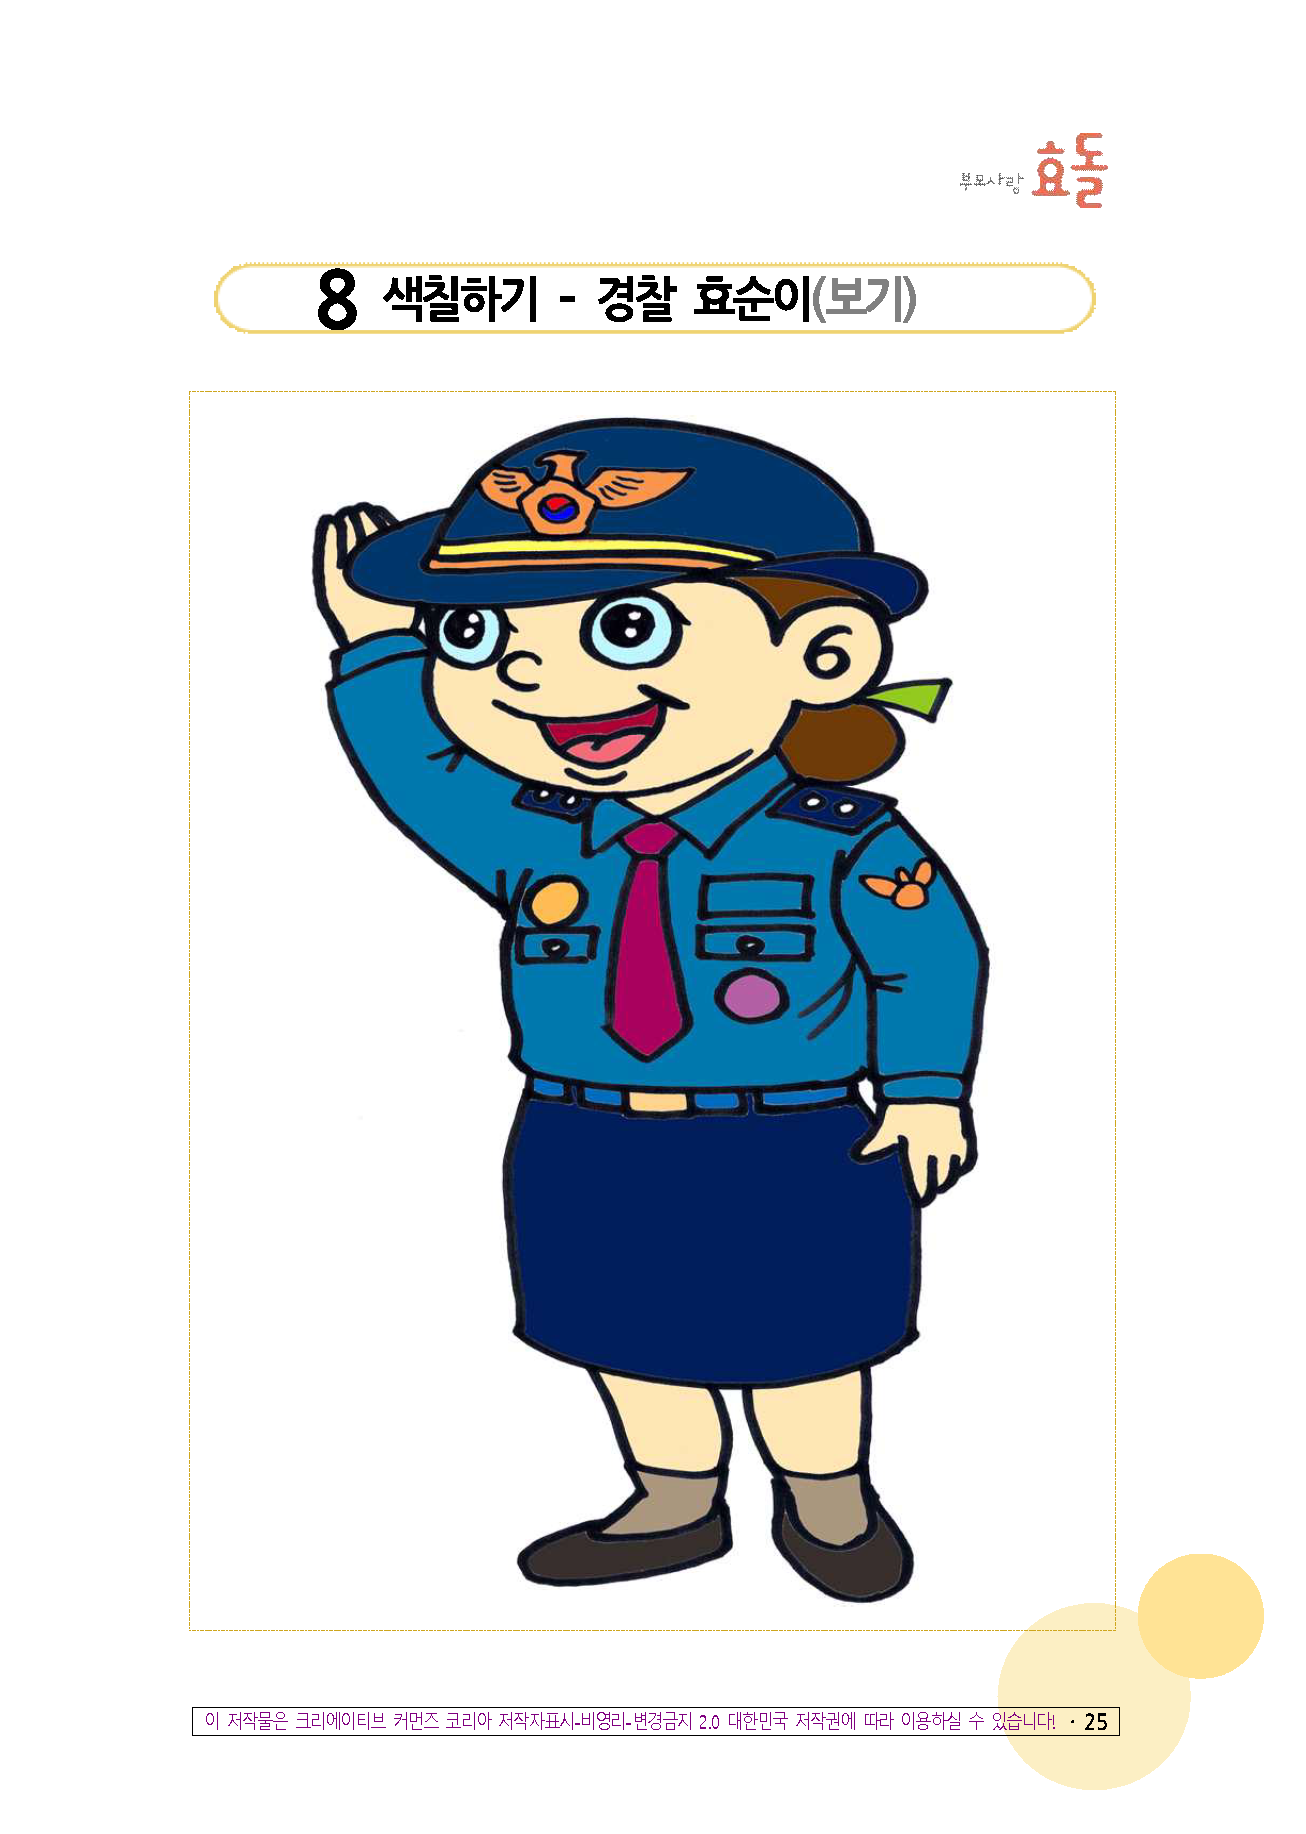 부모사랑 효돌
8 색칠하기 - 경찰 효순이(보기)
이 저작물은 크리에이티브 커먼즈 코리아 저작자표시-비영리-변경금지 2.0 대한민국 저작권에 따라 이용하실 수 있습니다! · 25